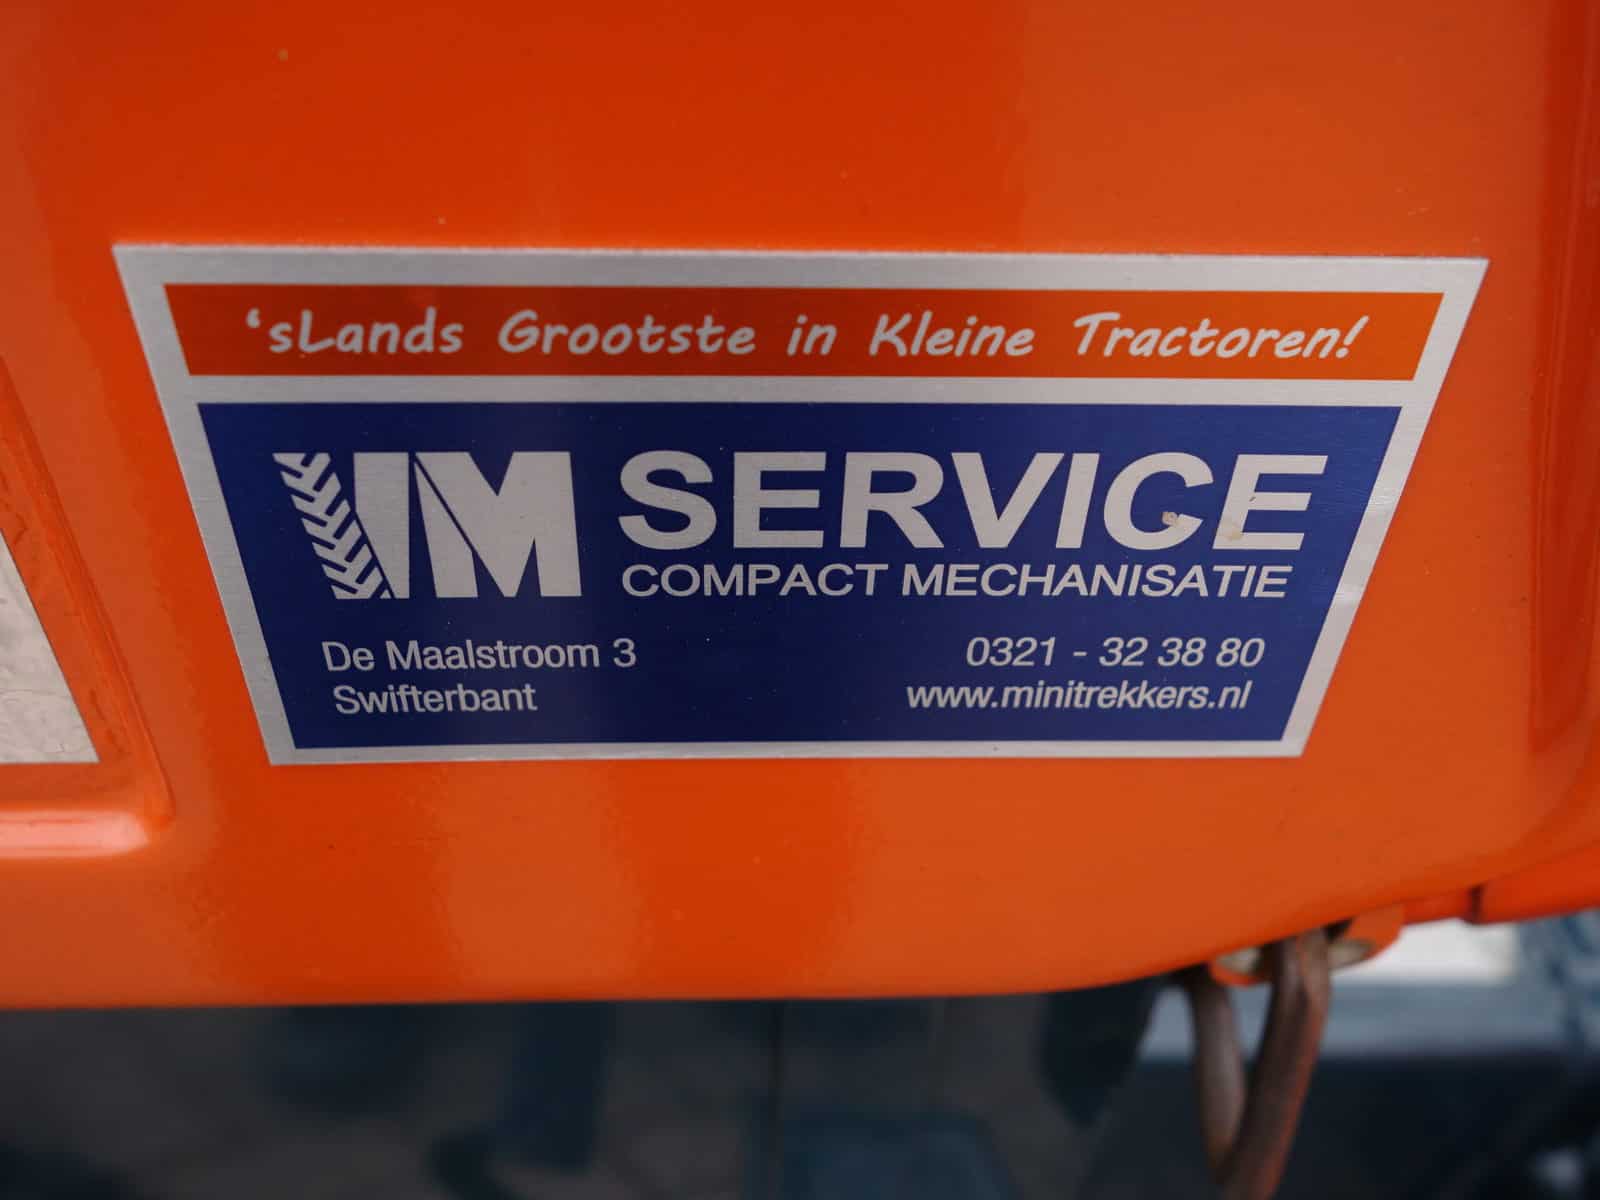 'sLands Grootste in Kleine Tractoren!
IM SERVICE
COMPACT MECHANISATIE
De Maalstroom 3
Swifterbant
0321 - 32 38 80
www.minitrekkers.nl